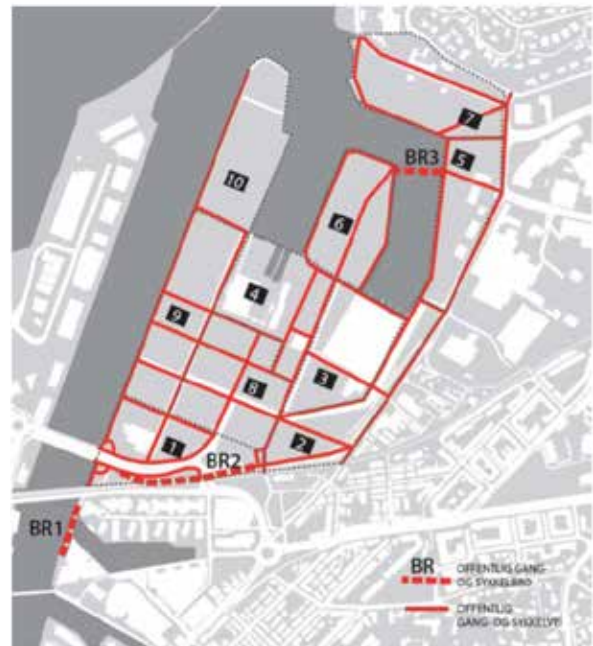 7
BR3
5
10
6
4
9
3
8
1
2
BR2
BR1
BR
OFFENTLIG GANG-
OG SYKKELBRO
OFFENTLIG
GANG- OG SYKKELVEI